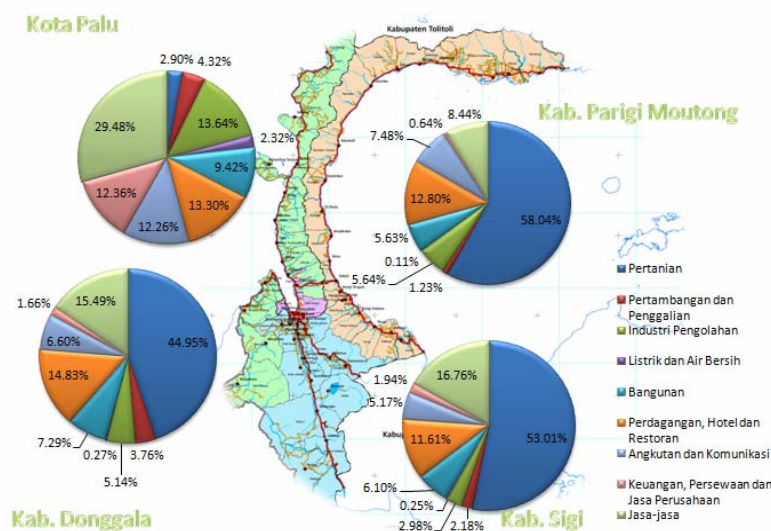 Kota Palu
Kabupaten Tolitoli
2.90%
4.32%
13.64%
2.32%
9.42%
13.30%
12.26%
12.36%
29.48%
Kab. Parigi Moutong
0.64%
8.44%
7.48%
12.80%
58.04%
5.63%
0.11%
5.64%
1.23%
1.66%
15.49%
44.95%
6.60%
14.83%
7.29%
0.27%
3.76%
5.14%
Kab. Donggala
1.94%
16.76%
5.17%
11.61%
53.01%
6.10%
0.25%
2.98%
2.18%
Kab. Sigi
Pertanian
Pertambangan dan
Penggalian
Industri Pengolahan
Listrik dan Air Bersih
Bangunan
Perdagangan, Hotel dan
Restoran
Angkutan dan Komunikasi
Keuangan, Persewaan dan
Jasa Perusahaan
Jasa-jasa